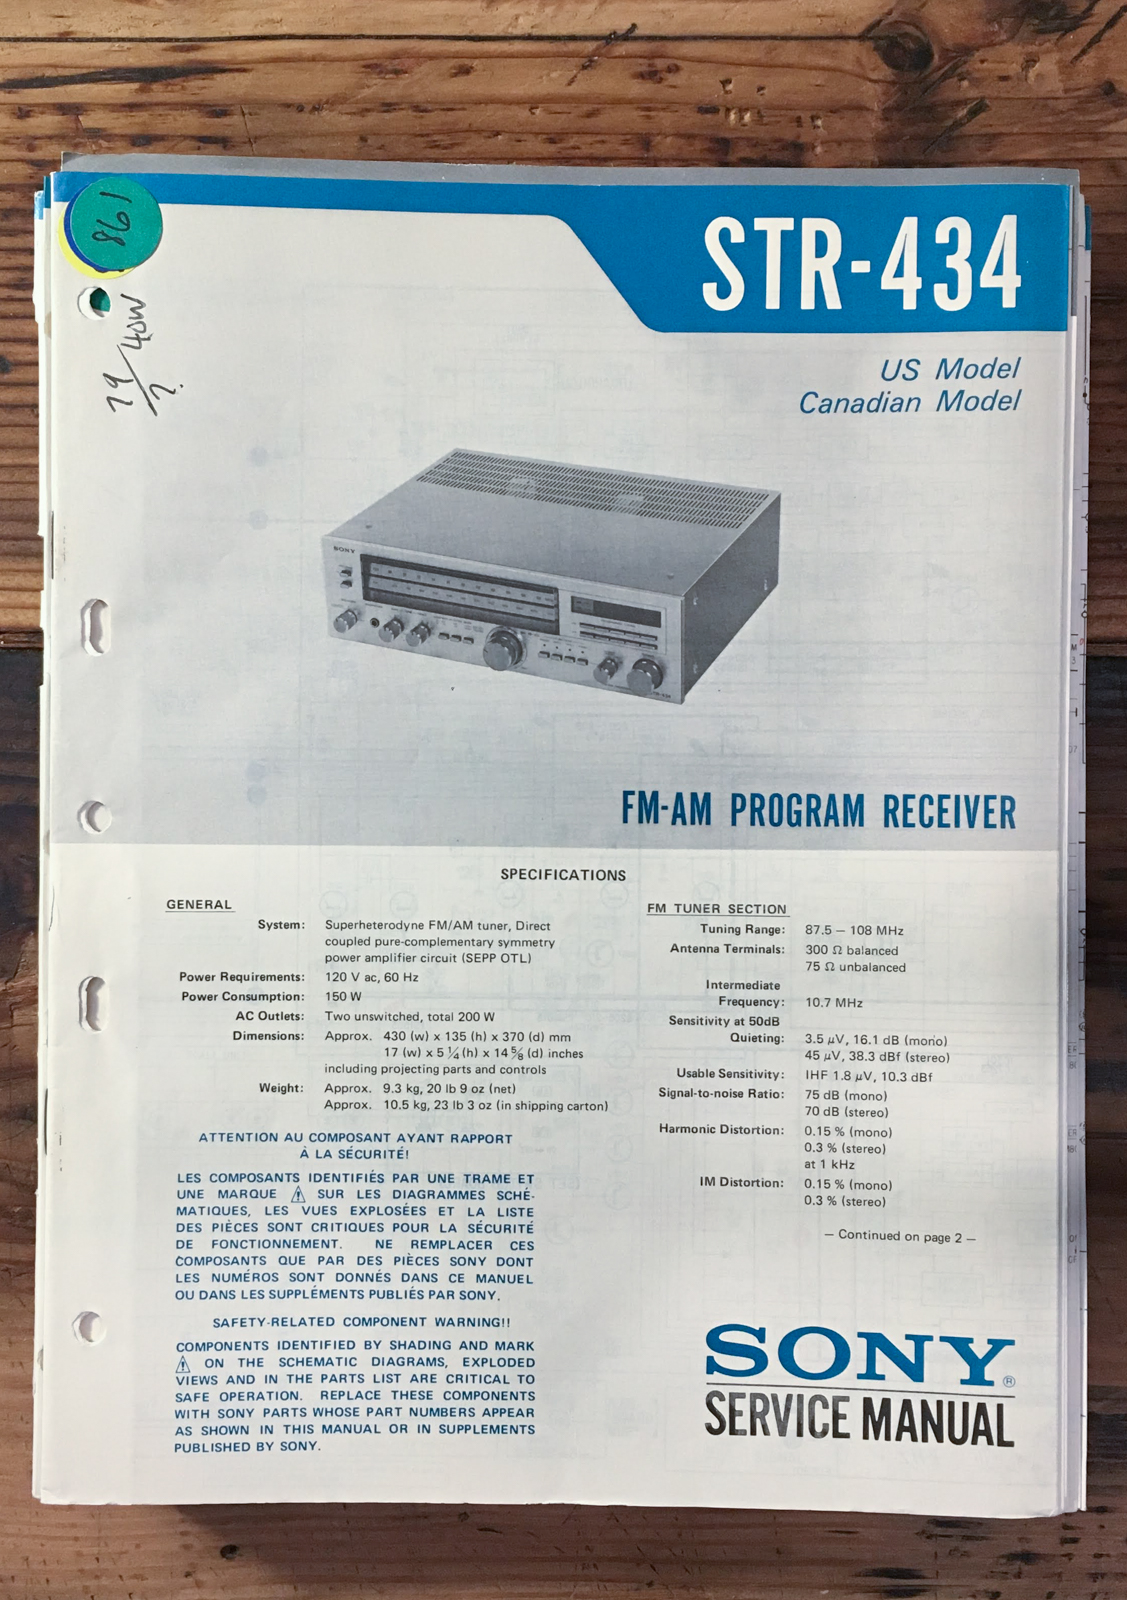 861
79/40W
?
STR-434
US Model
Canadian Model
SONY
FM-AM PROGRAM RECEIVER
SPECIFICATIONS
GENERAL
System: Superheterodyne FM/AM tuner, Direct
coupled pure-complementary symmetry
power amplifier circuit (SEPP OTL)
Power Requirements: 120 V ac, 60 Hz
Power Consumption: 150 W
AC Outlets: Two unswitched, total 200 W
Dimensions: Approx. 430 (w) x 135 (h) x 370 (d) mm
17 (w) x 5 1/4 (h) x 14 5/8 (d) inches
including projecting parts and controls
Weight: Approx. 9.3 kg, 20 lb 9 oz (net)
Approx. 10.5 kg, 23 lb 3 oz (in shipping carton)
ATTENTION AU COMPOSANT AYANT RAPPORT
À LA SÉCURITÉ!
LES COMPOSANTS IDENTIFIÉS PAR UNE TRAME ET
UNE MARQUE ⚠ SUR LES DIAGRAMMES SCHÉ-
MATIQUES, LES VUES EXPLOSÉES ET LA LISTE
DES PIÈCES SONT CRITIQUES POUR LA SÉCURITÉ
DE FONCTIONNEMENT. NE REMPLACER CES
COMPOSANTS QUE PAR DES PIÈCES SONY DONT
LES NUMÉROS SONT DONNÉS DANS CE MANUEL
OU DANS LES SUPPLÉMENTS PUBLIÉS PAR SONY.
SAFETY-RELATED COMPONENT WARNING!!
COMPONENTS IDENTIFIED BY SHADING AND MARK
⚠ ON THE SCHEMATIC DIAGRAMS, EXPLODED
VIEWS AND IN THE PARTS LIST ARE CRITICAL TO
SAFE OPERATION. REPLACE THESE COMPONENTS
WITH SONY PARTS WHOSE PART NUMBERS APPEAR
AS SHOWN IN THIS MANUAL OR IN SUPPLEMENTS
PUBLISHED BY SONY.
FM TUNER SECTION
Tuning Range: 87.5 – 108 MHz
Antenna Terminals: 300 Ω balanced
75 Ω unbalanced
Intermediate
Frequency: 10.7 MHz
Sensitivity at 50dB
Quieting: 3.5 μV, 16.1 dB (mono)
45 μV, 38.3 dBf (stereo)
Usable Sensitivity: IHF 1.8 μV, 10.3 dBf
Signal-to-noise Ratio: 75 dB (mono)
70 dB (stereo)
Harmonic Distortion: 0.15 % (mono)
0.3 % (stereo)
at 1 kHz
IM Distortion: 0.15 % (mono)
0.3 % (stereo)
— Continued on page 2 —
SONY®
SERVICE MANUAL